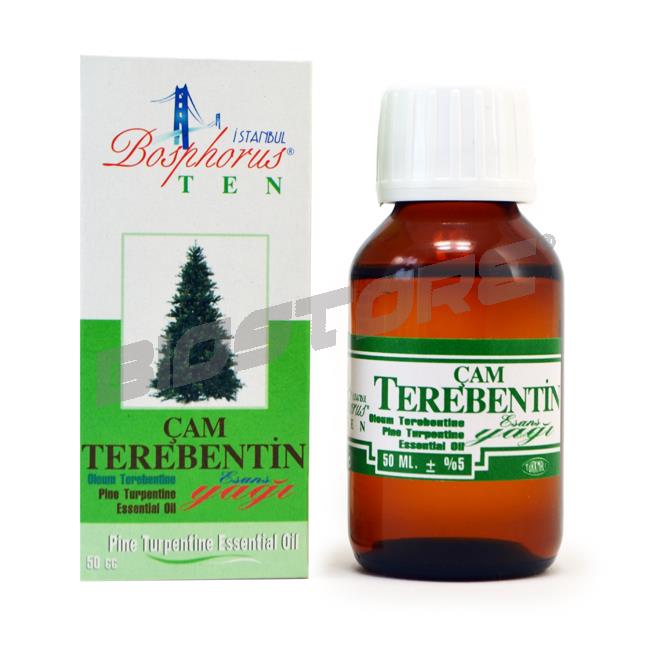 İSTANBUL
Bosphorus®
TEN
ÇAM
TEREBENTİN
Oleum Terebentine
Esans
Pine Turpentine
yağı
Essential Oil
Pine Turpentine Essential Oil
50 cc
BIOSTORE®
ÇAM
TEREBENTİN
TEN
Oleum Terebentine
Esans
Pine Turpentine
yağı
Essential Oil
50 ML. ± %5